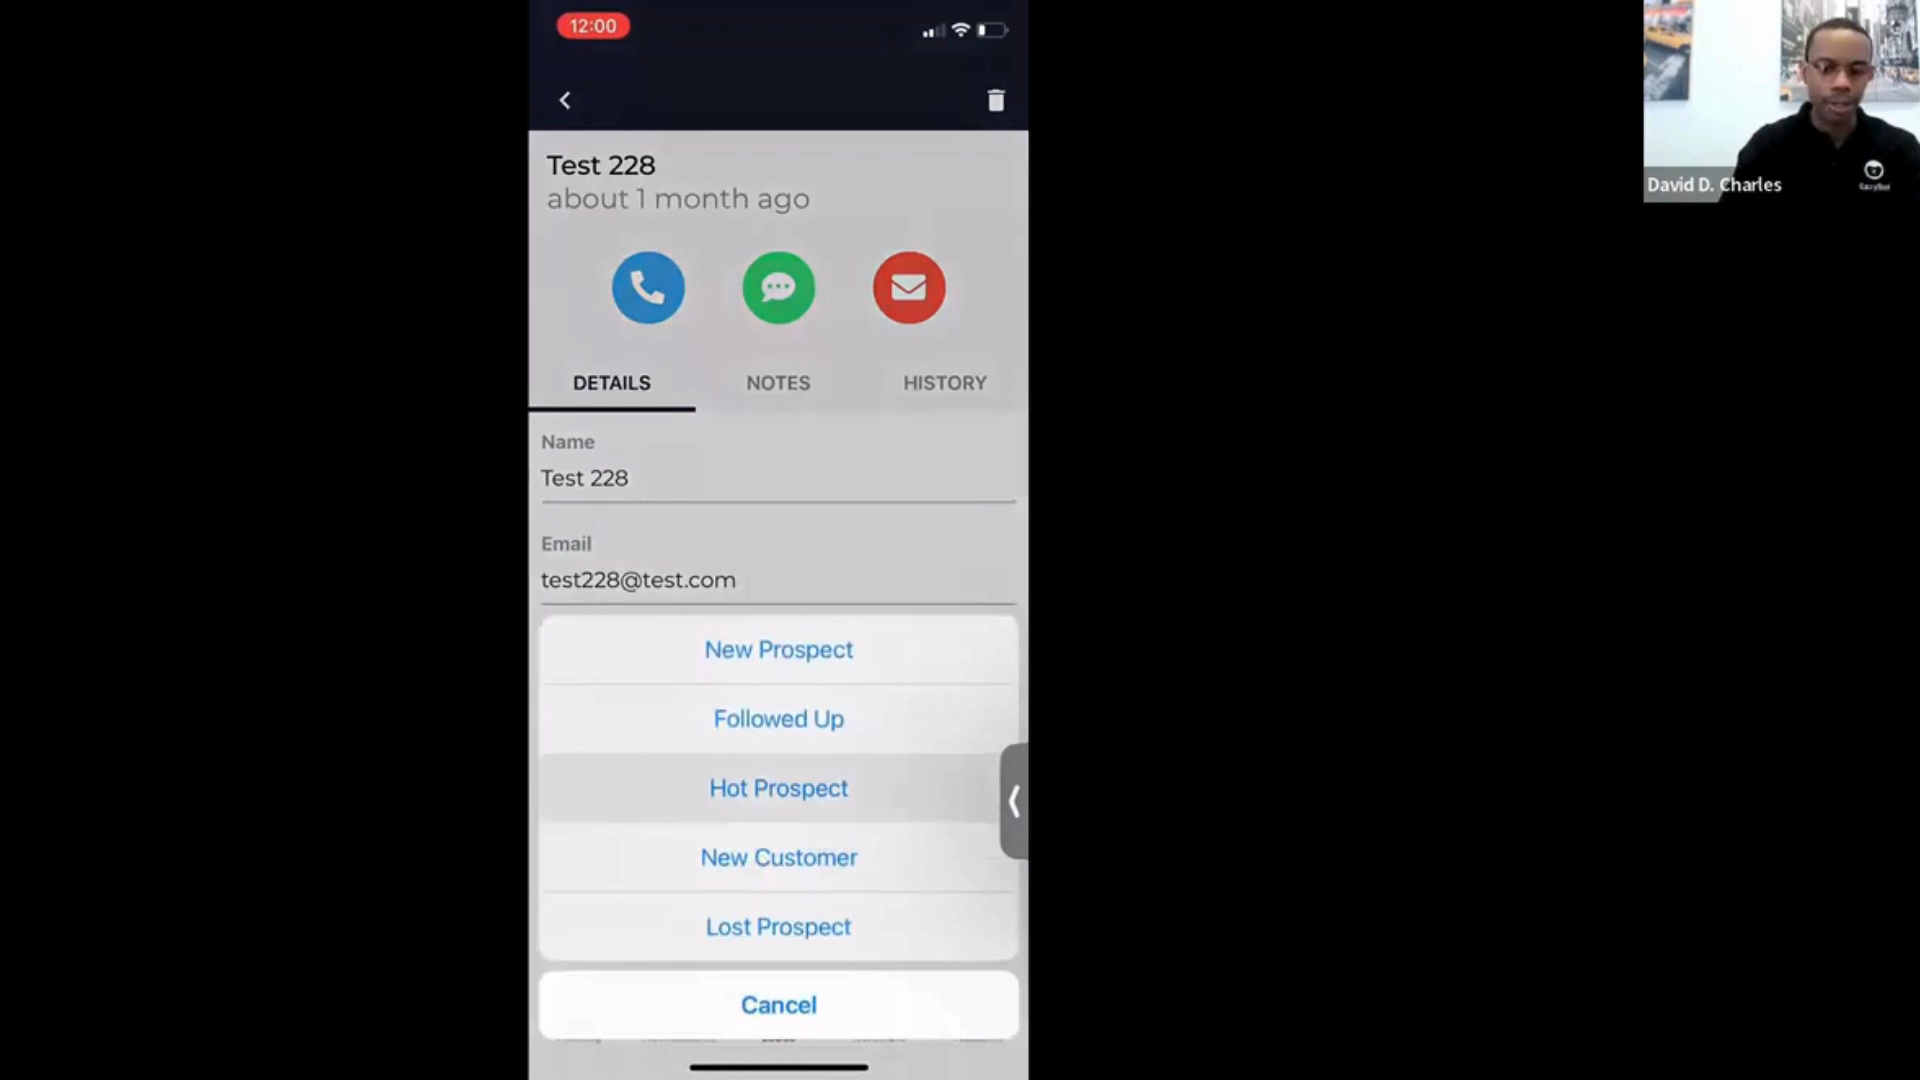 12:00
Test 228
about 1 month ago
DETAILS NOTES HISTORY
Name
Test 228
Email
test228@test.com
New Prospect
Followed Up
Hot Prospect
New Customer
Lost Prospect
Cancel
David D. Charles